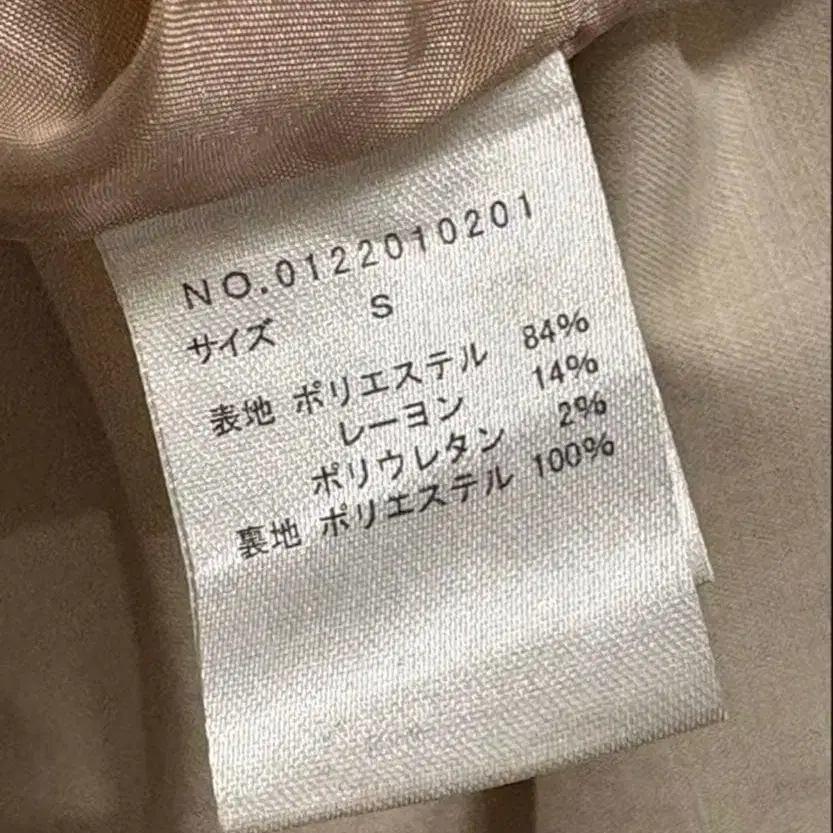 NO.0122010201
サイズ S
表地 ポリエステル 84%
レーヨン 14%
ポリウレタン 2%
裏地 ポリエステル 100%